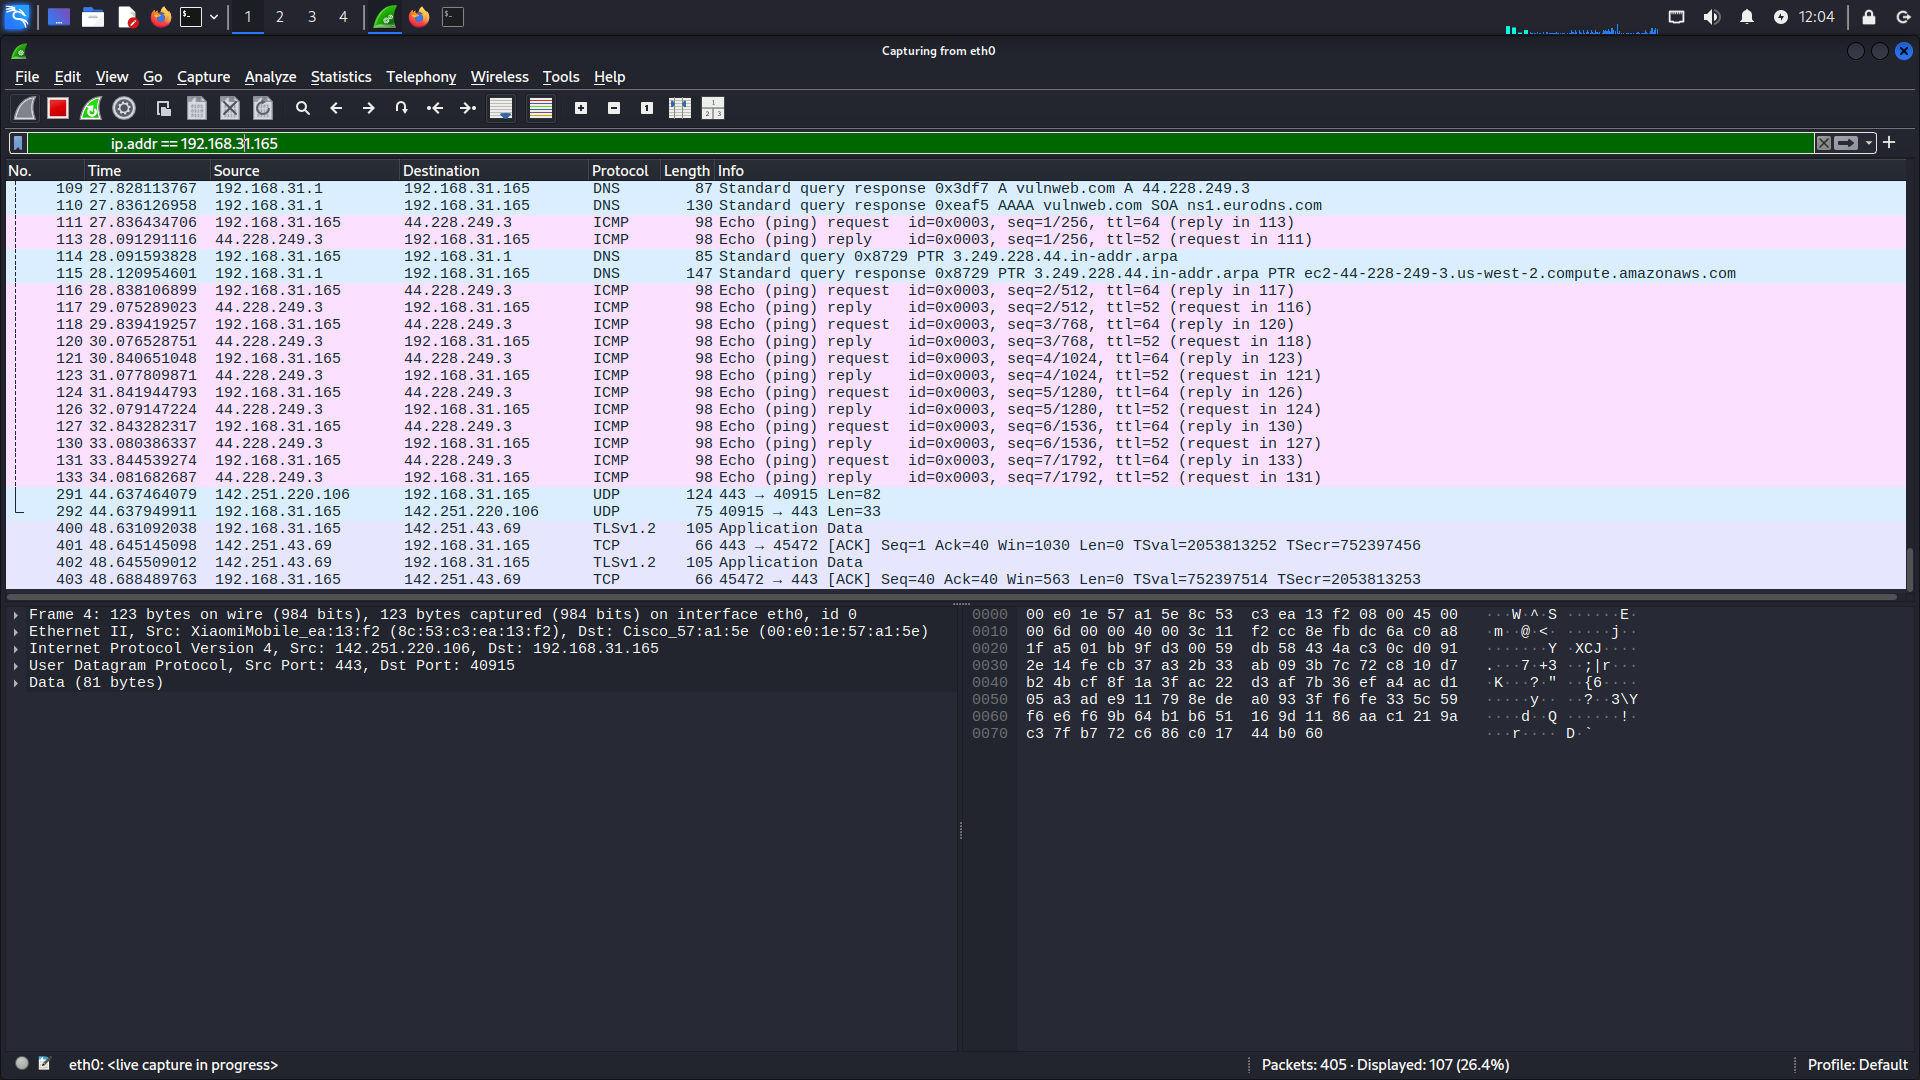 1 2 3 4 12:04
Capturing from eth0
File Edit View Go Capture Analyze Statistics Telephony Wireless Tools Help
ip.addr == 192.168.31.165
No. Time Source Destination Protocol Length Info
109 27.828113767 192.168.31.1 192.168.31.165 DNS 87 Standard query response 0x3df7 A vulnweb.com A 44.228.249.3
110 27.836126958 192.168.31.1 192.168.31.165 DNS 130 Standard query response 0xeaf5 AAAA vulnweb.com SOA ns1.eurodns.com
111 27.836434706 192.168.31.165 44.228.249.3 ICMP 98 Echo (ping) request id=0x0003, seq=1/256, ttl=64 (reply in 113)
113 28.091291116 44.228.249.3 192.168.31.165 ICMP 98 Echo (ping) reply id=0x0003, seq=1/256, ttl=52 (request in 111)
114 28.091593828 192.168.31.165 192.168.31.1 DNS 85 Standard query 0x8729 PTR 3.249.228.44.in-addr.arpa
115 28.120954601 192.168.31.1 192.168.31.165 DNS 147 Standard query response 0x8729 PTR 3.249.228.44.in-addr.arpa PTR ec2-44-228-249-3.us-west-2.compute.amazonaws.com
116 28.838106899 192.168.31.165 44.228.249.3 ICMP 98 Echo (ping) request id=0x0003, seq=2/512, ttl=64 (reply in 117)
117 29.075289023 44.228.249.3 192.168.31.165 ICMP 98 Echo (ping) reply id=0x0003, seq=2/512, ttl=52 (request in 116)
118 29.839419257 192.168.31.165 44.228.249.3 ICMP 98 Echo (ping) request id=0x0003, seq=3/768, ttl=64 (reply in 120)
120 30.076528751 44.228.249.3 192.168.31.165 ICMP 98 Echo (ping) reply id=0x0003, seq=3/768, ttl=52 (request in 118)
121 30.840651048 192.168.31.165 44.228.249.3 ICMP 98 Echo (ping) request id=0x0003, seq=4/1024, ttl=64 (reply in 123)
123 31.077809871 44.228.249.3 192.168.31.165 ICMP 98 Echo (ping) reply id=0x0003, seq=4/1024, ttl=52 (request in 121)
124 31.841944793 192.168.31.165 44.228.249.3 ICMP 98 Echo (ping) request id=0x0003, seq=5/1280, ttl=64 (reply in 126)
126 32.079147224 44.228.249.3 192.168.31.165 ICMP 98 Echo (ping) reply id=0x0003, seq=5/1280, ttl=52 (request in 124)
127 32.843282317 192.168.31.165 44.228.249.3 ICMP 98 Echo (ping) request id=0x0003, seq=6/1536, ttl=64 (reply in 130)
130 33.080386337 44.228.249.3 192.168.31.165 ICMP 98 Echo (ping) reply id=0x0003, seq=6/1536, ttl=52 (request in 127)
131 33.844539274 192.168.31.165 44.228.249.3 ICMP 98 Echo (ping) request id=0x0003, seq=7/1792, ttl=64 (reply in 133)
133 34.081682687 44.228.249.3 192.168.31.165 ICMP 98 Echo (ping) reply id=0x0003, seq=7/1792, ttl=52 (request in 131)
291 44.637464079 142.251.220.106 192.168.31.165 UDP 124 443 → 40915 Len=82
292 44.637949911 192.168.31.165 142.251.220.106 UDP 75 40915 → 443 Len=33
400 48.631092038 192.168.31.165 142.251.43.69 TLSv1.2 105 Application Data
401 48.645145098 142.251.43.69 192.168.31.165 TCP 66 443 → 45472 [ACK] Seq=1 Ack=40 Win=1030 Len=0 TSval=2053813252 TSecr=752397456
402 48.645509012 142.251.43.69 192.168.31.165 TLSv1.2 105 Application Data
403 48.688489763 192.168.31.165 142.251.43.69 TCP 66 45472 → 443 [ACK] Seq=40 Ack=40 Win=563 Len=0 TSval=752397514 TSecr=2053813253
Frame 4: 123 bytes on wire (984 bits), 123 bytes captured (984 bits) on interface eth0, id 0
Ethernet II, Src: XiaomiMobile_ea:13:f2 (8c:53:c3:ea:13:f2), Dst: Cisco_57:a1:5e (00:e0:1e:57:a1:5e)
Internet Protocol Version 4, Src: 142.251.220.106, Dst: 192.168.31.165
User Datagram Protocol, Src Port: 443, Dst Port: 40915
Data (81 bytes)
0000 00 e0 1e 57 a1 5e 8c 53 c3 ea 13 f2 08 00 45 00 ···W·^·S ······E·
0010 00 6d 00 00 40 00 3c 11 f2 cc 8e fb dc 6a c0 a8 ·m··@·<· ·····j··
0020 1f a5 01 bb 9f d3 00 59 db 58 43 4a c3 0c d0 91 ·······Y ·XCJ····
0030 2e 14 fe cb 37 a3 2b 33 ab 09 3b 7c 72 c8 10 d7 .···7·+3 ··;|r···
0040 b2 4b cf 8f 1a 3f ac 22 d3 af 7b 36 ef a4 ac d1 ·K···?·" ··{6····
0050 05 a3 ad e9 11 79 8e de a0 93 3f f6 fe 33 5c 59 ·····y·· ··?··3\Y
0060 f6 e6 f6 9b 64 b1 b6 51 16 9d 11 86 aa c1 21 9a ····d··Q ······!·
0070 c3 7f b7 72 c6 86 c0 17 44 b0 60 ···r···· D·`
eth0: <live capture in progress> Packets: 405 · Displayed: 107 (26.4%) Profile: Default